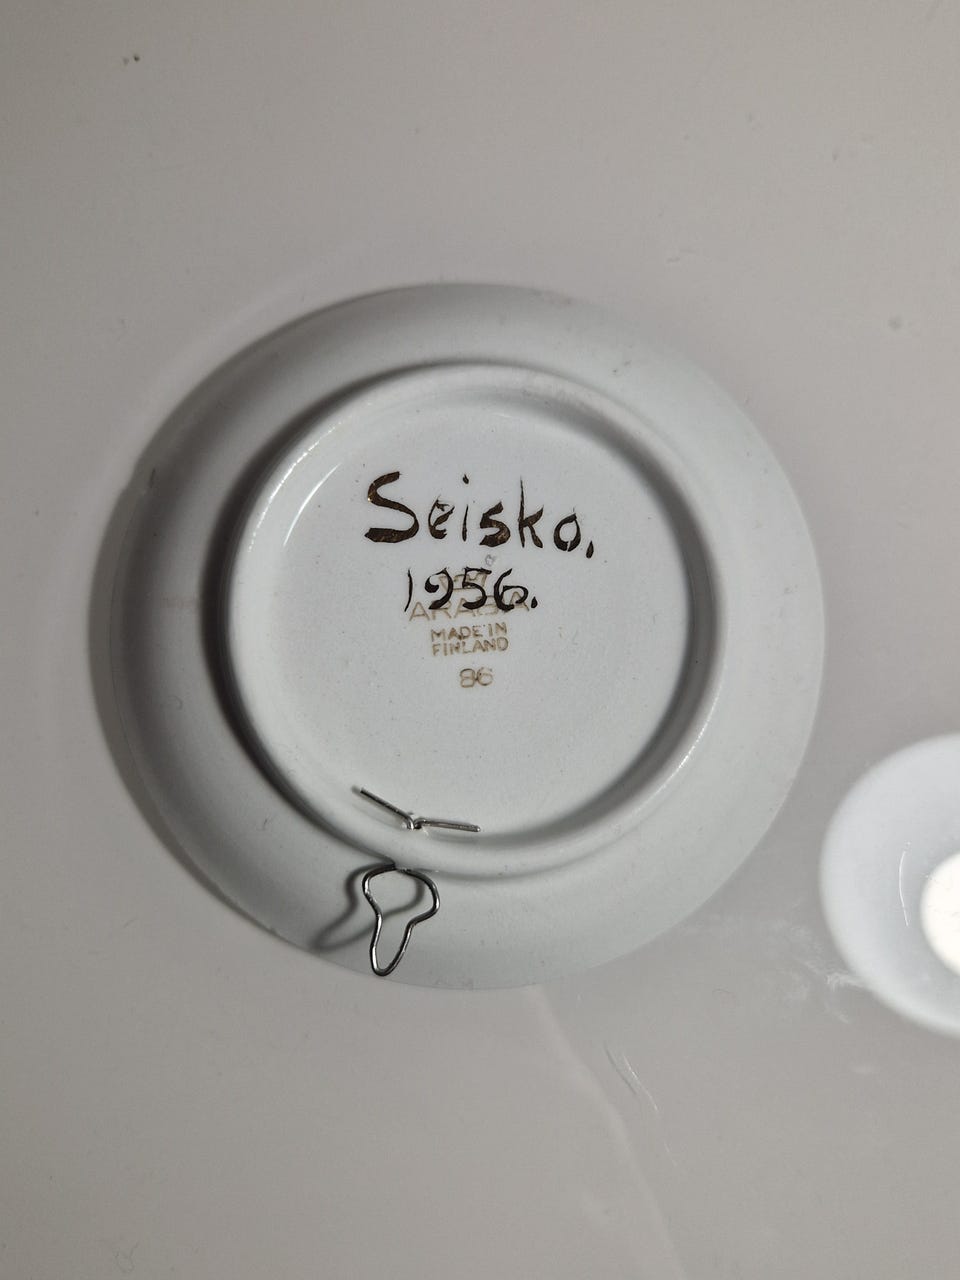 Seisko.
1956.
ARABIA
MADE IN
FINLAND
86